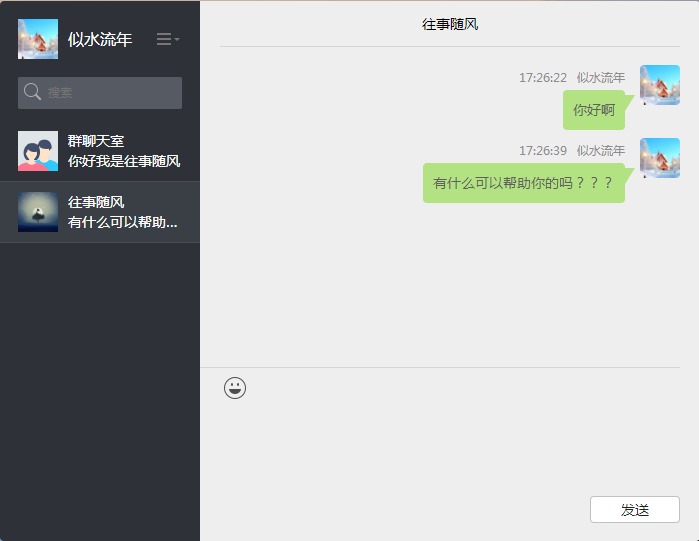 似水流年
搜索
群聊天室
你好我是往事随风
往事随风
有什么可以帮助...
往事随风
17:26:22 似水流年
你好啊
17:26:39 似水流年
有什么可以帮助你的吗？？？
发送